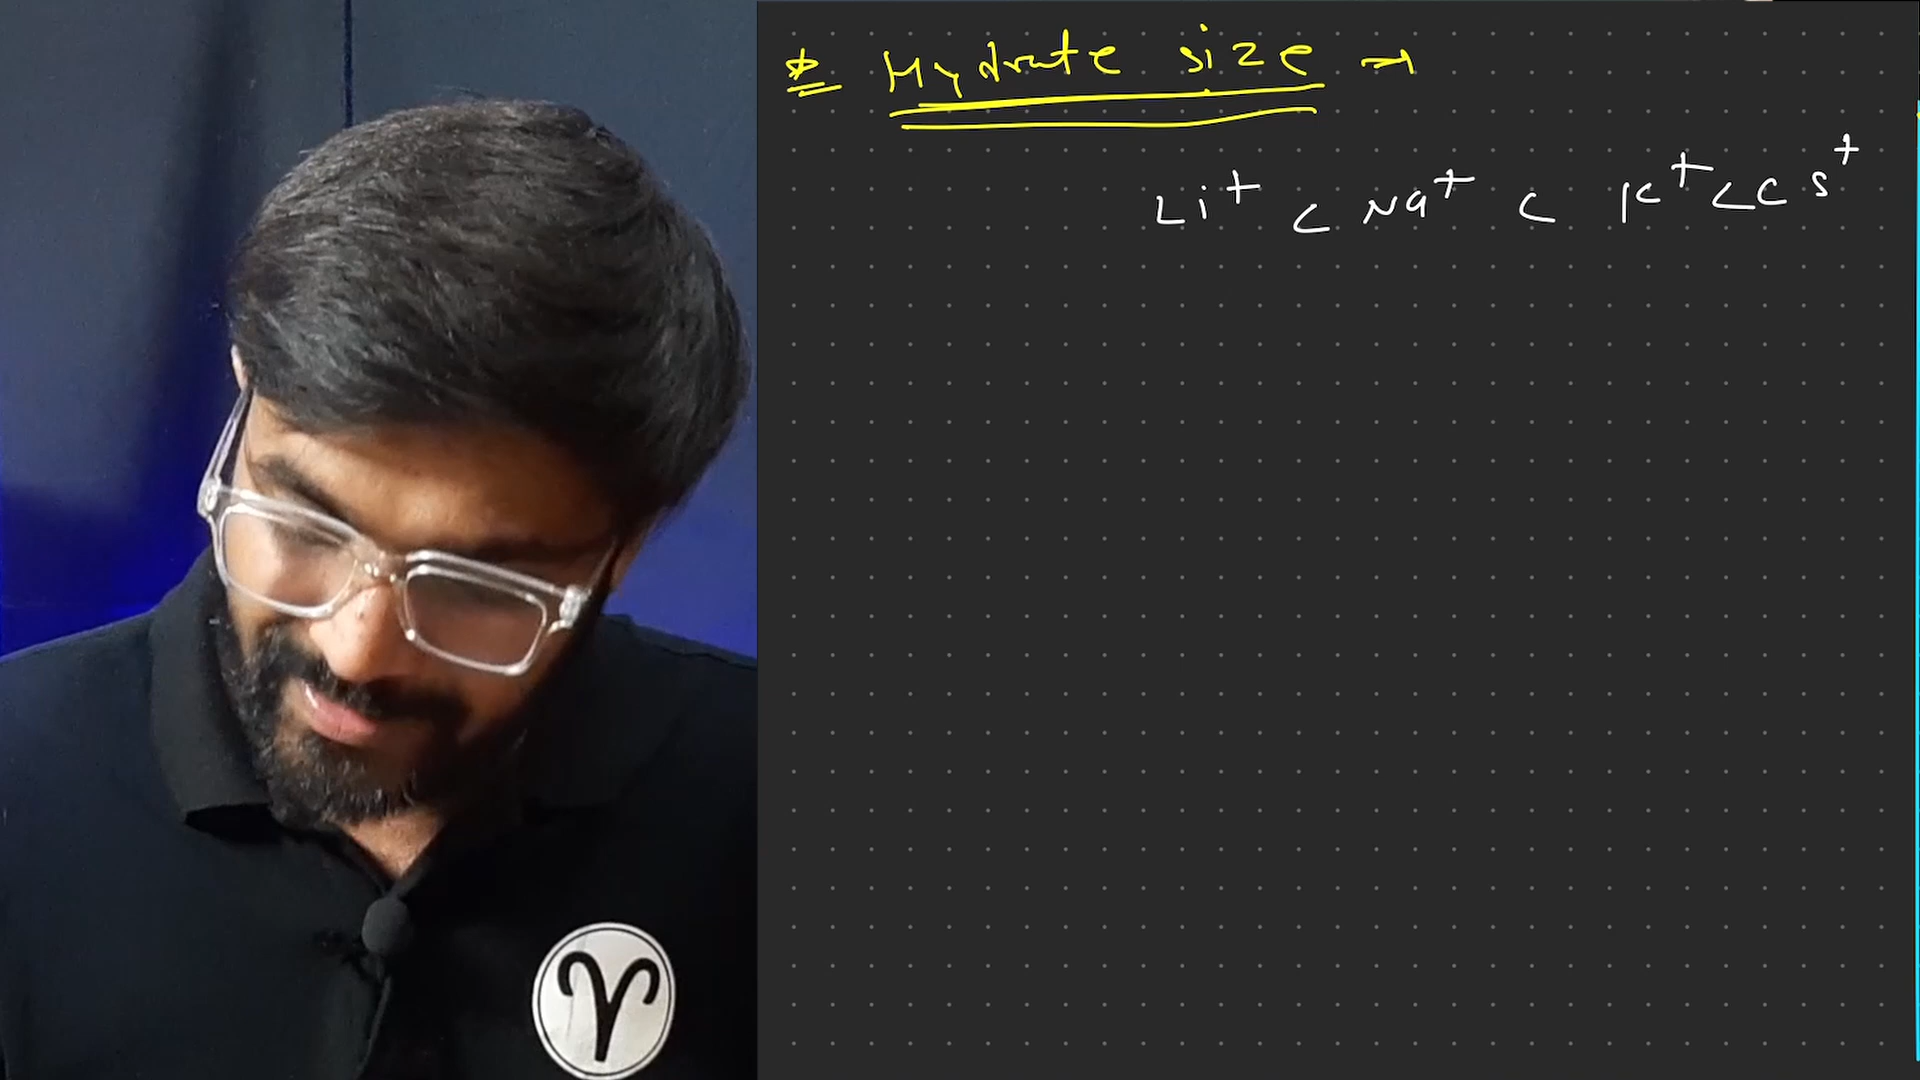 * Hydrate size →
Li⁺ < Na⁺ < K⁺ < Cs⁺